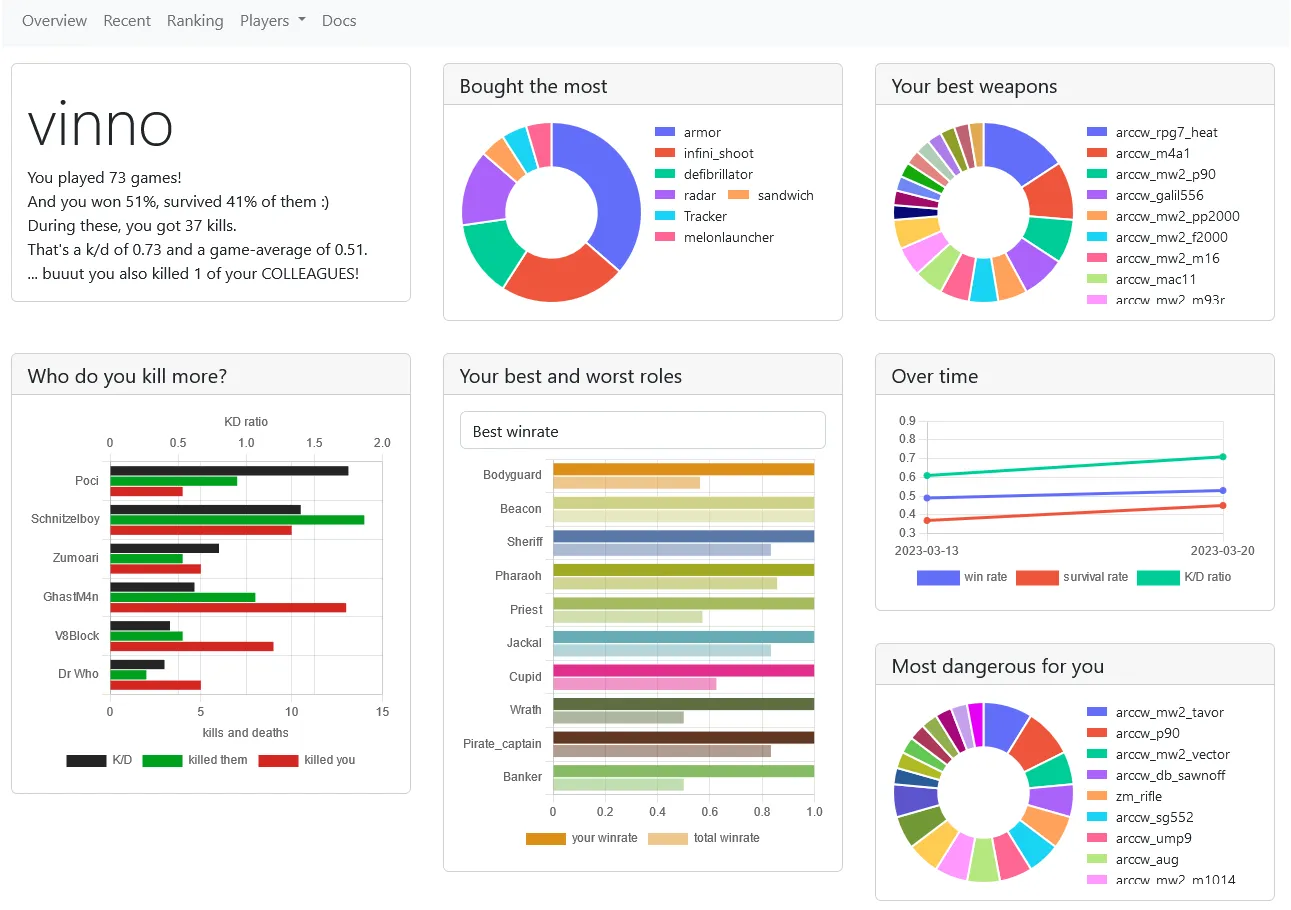 Overview Recent Ranking Players Docs
vinno
You played 73 games!
And you won 51%, survived 41% of them :)
During these, you got 37 kills.
That's a k/d of 0.73 and a game-average of 0.51.
... buuut you also killed 1 of your COLLEAGUES!
Bought the most
armor
infini_shoot
defibrillator
radar sandwich
Tracker
melonlauncher
Your best weapons
arccw_rpg7_heat
arccw_m4a1
arccw_mw2_p90
arccw_galil556
arccw_mw2_pp2000
arccw_mw2_f2000
arccw_mw2_m16
arccw_mac11
arccw_mw2_m93r
Who do you kill more?
KD ratio
0 0.5 1.0 1.5 2.0
Poci
Schnitzelboy
Zumoari
GhastM4n
V8Block
Dr Who
0 5 10 15
kills and deaths
K/D killed them killed you
Your best and worst roles
Best winrate
Bodyguard
Beacon
Sheriff
Pharaoh
Priest
Jackal
Cupid
Wrath
Pirate_captain
Banker
0 0.2 0.4 0.6 0.8 1.0
your winrate total winrate
Over time
0.9
0.8
0.7
0.6
0.5
0.4
0.3
2023-03-13 2023-03-20
win rate survival rate K/D ratio
Most dangerous for you
arccw_mw2_tavor
arccw_p90
arccw_mw2_vector
arccw_db_sawnoff
zm_rifle
arccw_sg552
arccw_ump9
arccw_aug
arccw_mw2_m1014